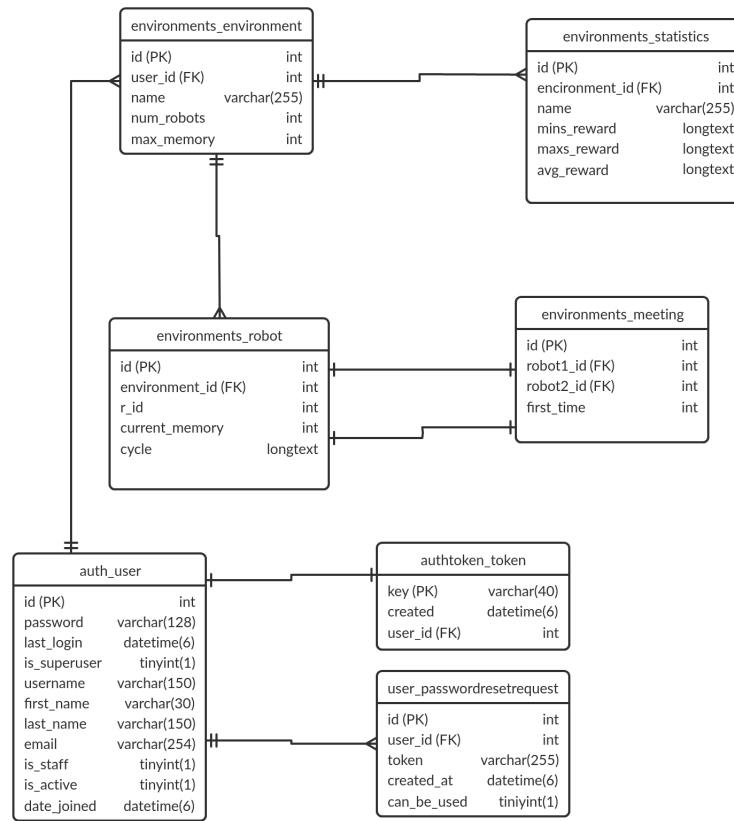 environments_environment
id (PK) int
user_id (FK) int
name varchar(255)
num_robots int
max_memory int
environments_statistics
id (PK) int
encironment_id (FK) int
name varchar(255)
mins_reward longtext
maxs_reward longtext
avg_reward longtext
environments_robot
id (PK) int
environment_id (FK) int
r_id int
current_memory int
cycle longtext
environments_meeting
id (PK) int
robot1_id (FK) int
robot2_id (FK) int
first_time int
auth_user
id (PK) int
password varchar(128)
last_login datetime(6)
is_superuser tinyint(1)
username varchar(150)
first_name varchar(30)
last_name varchar(150)
email varchar(254)
is_staff tinyint(1)
is_active tinyint(1)
date_joined datetime(6)
authtoken_token
key (PK) varchar(40)
created datetime(6)
user_id (FK) int
user_passwordresetrequest
id (PK) int
user_id (FK) int
token varchar(255)
created_at datetime(6)
can_be_used tiniyint(1)